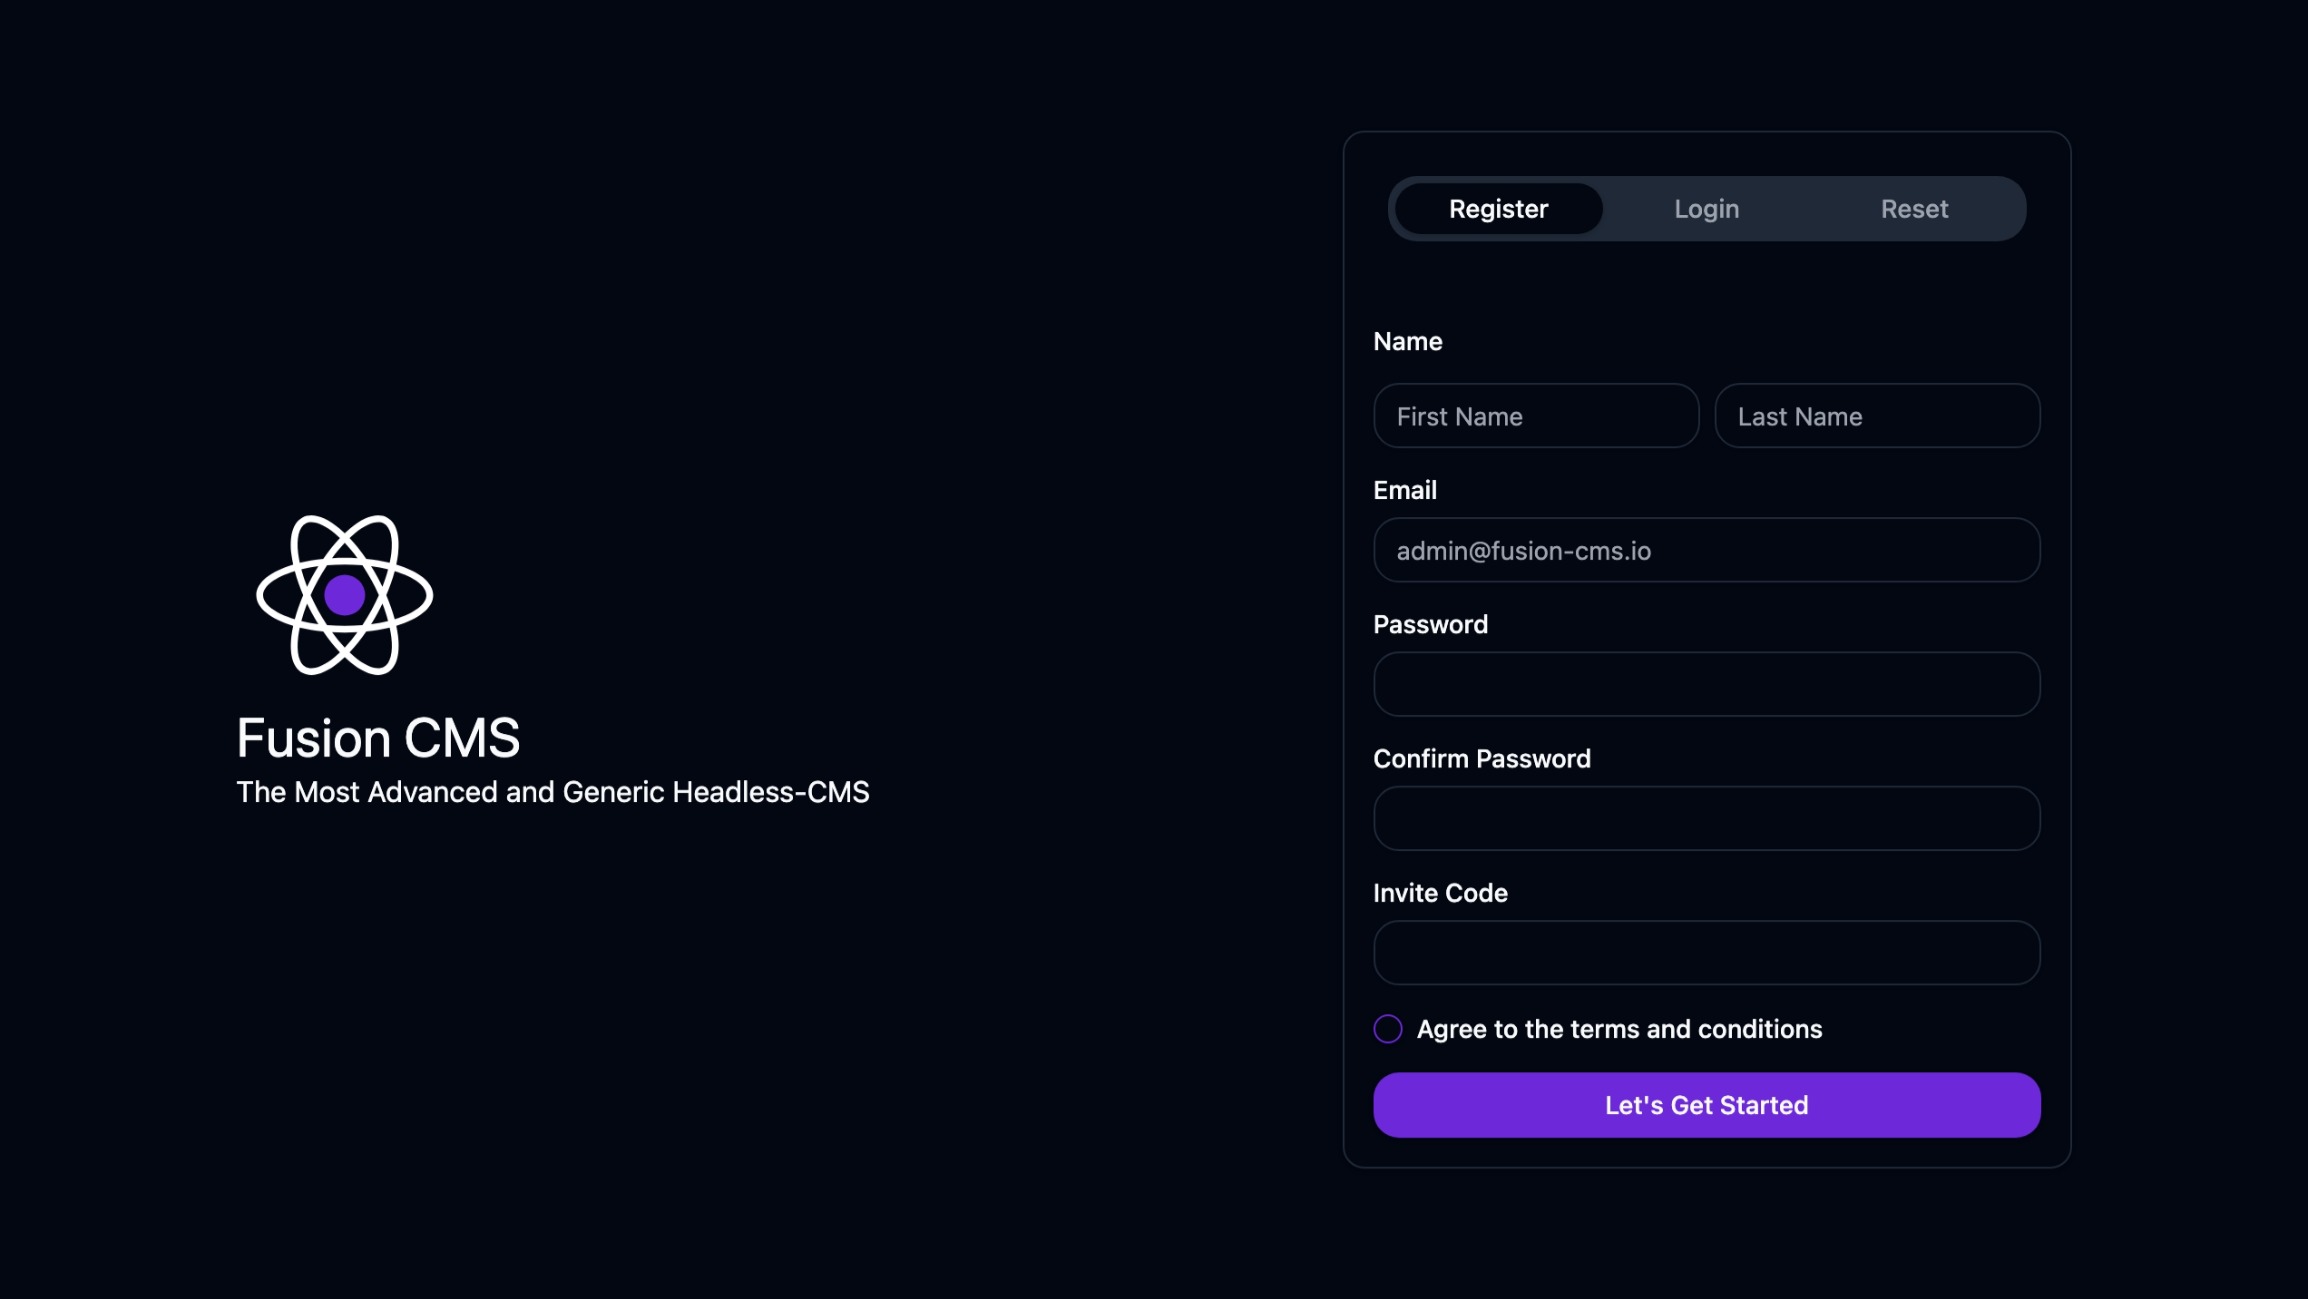 Fusion CMS
The Most Advanced and Generic Headless-CMS
Register Login Reset
Name
First Name Last Name
Email
admin@fusion-cms.io
Password
Confirm Password
Invite Code
Agree to the terms and conditions
Let's Get Started